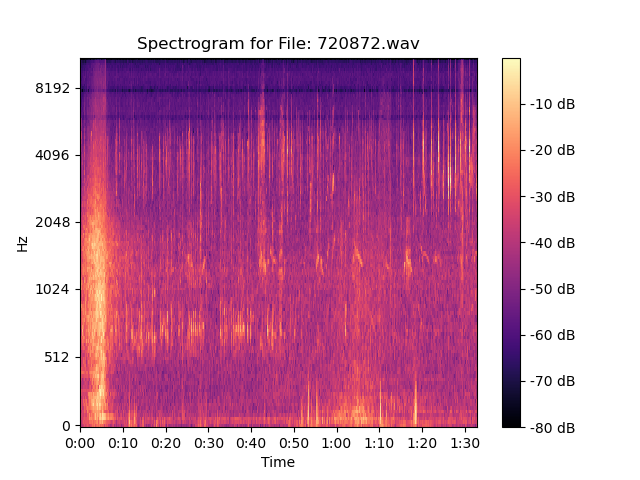 Spectrogram for File: 720872.wav
8192
4096
2048
1024
512
0
Hz
0:00 0:10 0:20 0:30 0:40 0:50 1:00 1:10 1:20 1:30
Time
-10 dB
-20 dB
-30 dB
-40 dB
-50 dB
-60 dB
-70 dB
-80 dB